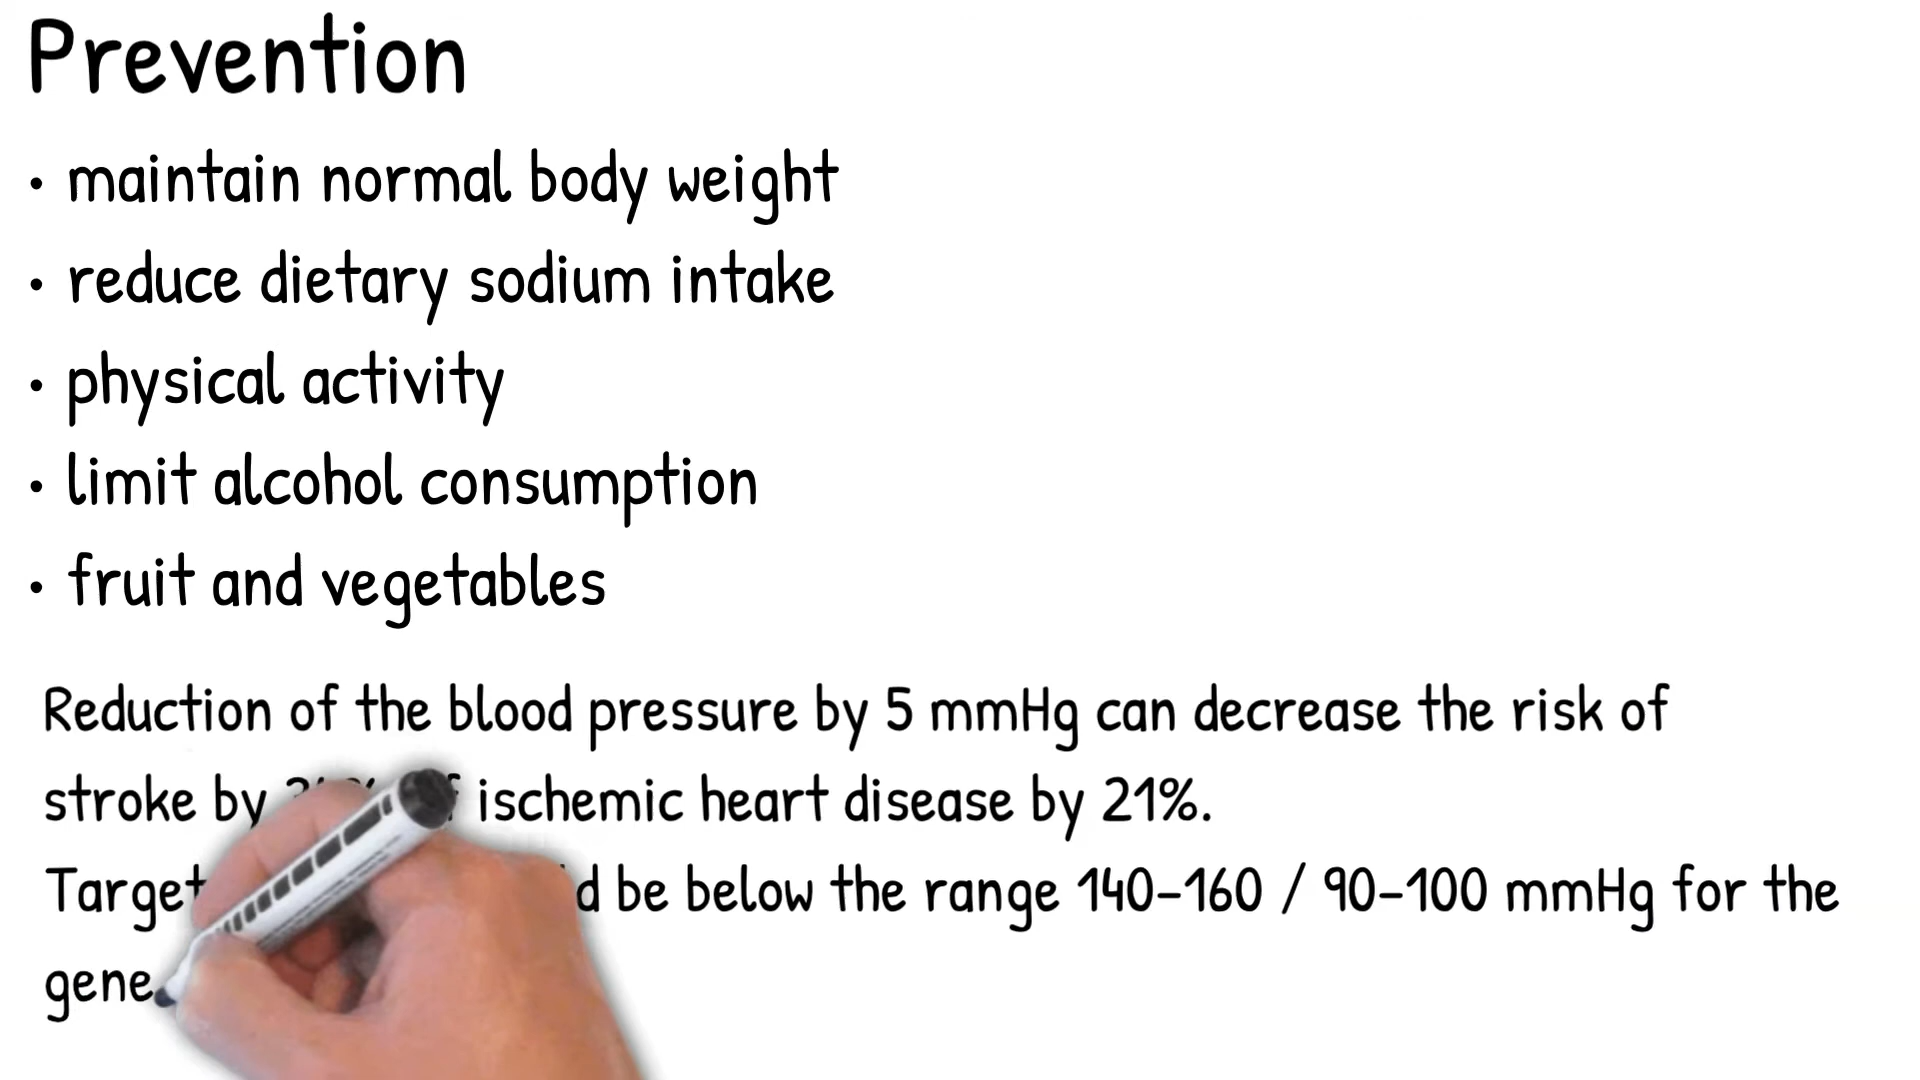 Prevention
• maintain normal body weight
• reduce dietary sodium intake
• physical activity
• limit alcohol consumption
• fruit and vegetables
Reduction of the blood pressure by 5 mmHg can decrease the risk of
stroke by ischemic heart disease by 21%.
Target be below the range 140-160 / 90-100 mmHg for the
gene